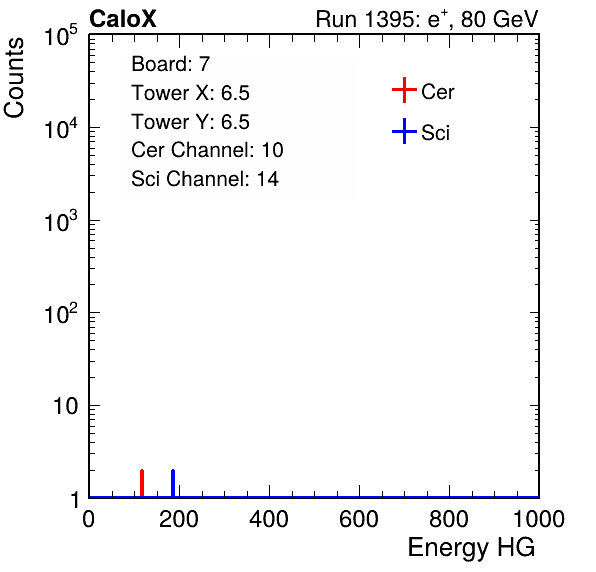 CaloX Run 1395: e⁺, 80 GeV
Counts
10⁵
10⁴
10³
10²
10
1
Board: 7
Tower X: 6.5
Tower Y: 6.5
Cer Channel: 10
Sci Channel: 14
Cer
Sci
0 200 400 600 800 1000
Energy HG